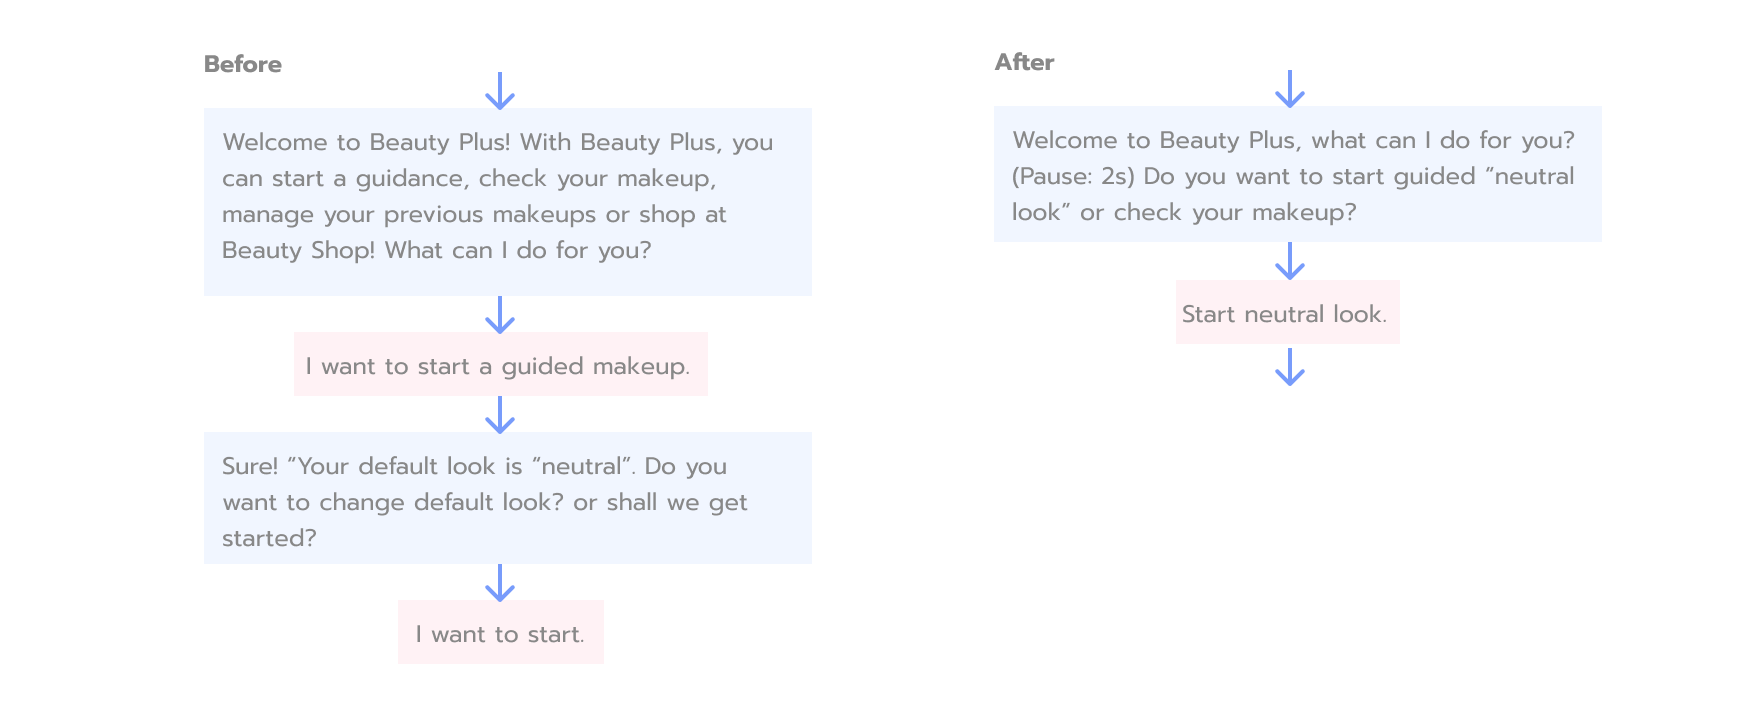 Before
Welcome to Beauty Plus! With Beauty Plus, you
can start a guidance, check your makeup,
manage your previous makeups or shop at
Beauty Shop! What can I do for you?
I want to start a guided makeup.
Sure! “Your default look is “neutral”. Do you
want to change default look? or shall we get
started?
I want to start.
After
Welcome to Beauty Plus, what can I do for you?
(Pause: 2s) Do you want to start guided “neutral
look” or check your makeup?
Start neutral look.